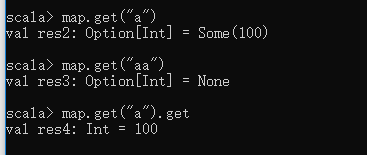 scala> map.get("a")
val res2: Option[Int] = Some(100)
scala> map.get("aa")
val res3: Option[Int] = None
scala> map.get("a").get
val res4: Int = 100